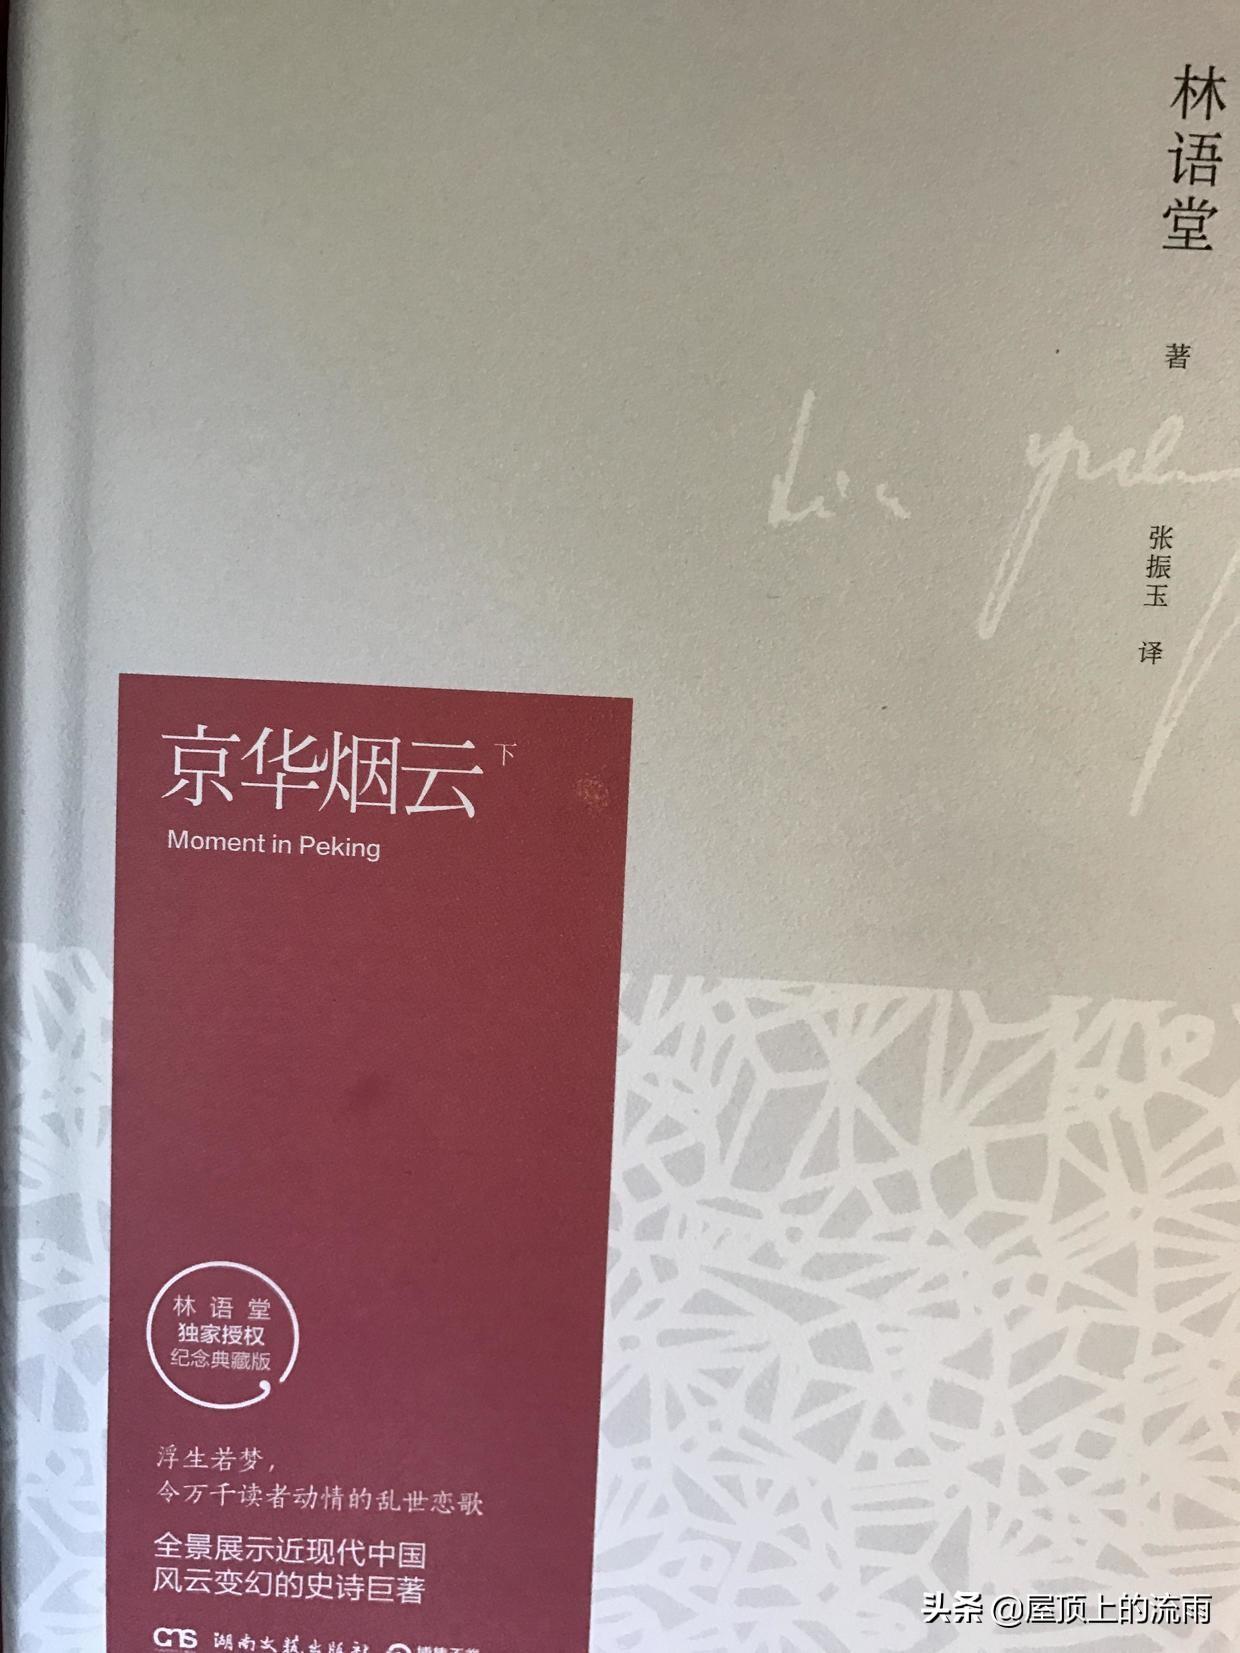 林语堂
著
Lin
张振玉
译
京华烟云 下
Moment in Peking
林语堂
独家授权
纪念典藏版
浮生若梦，
令万千读者动情的乱世恋歌
全景展示近现代中国
风云变幻的史诗巨著
湖南文艺出版社
头条 @屋顶上的流雨